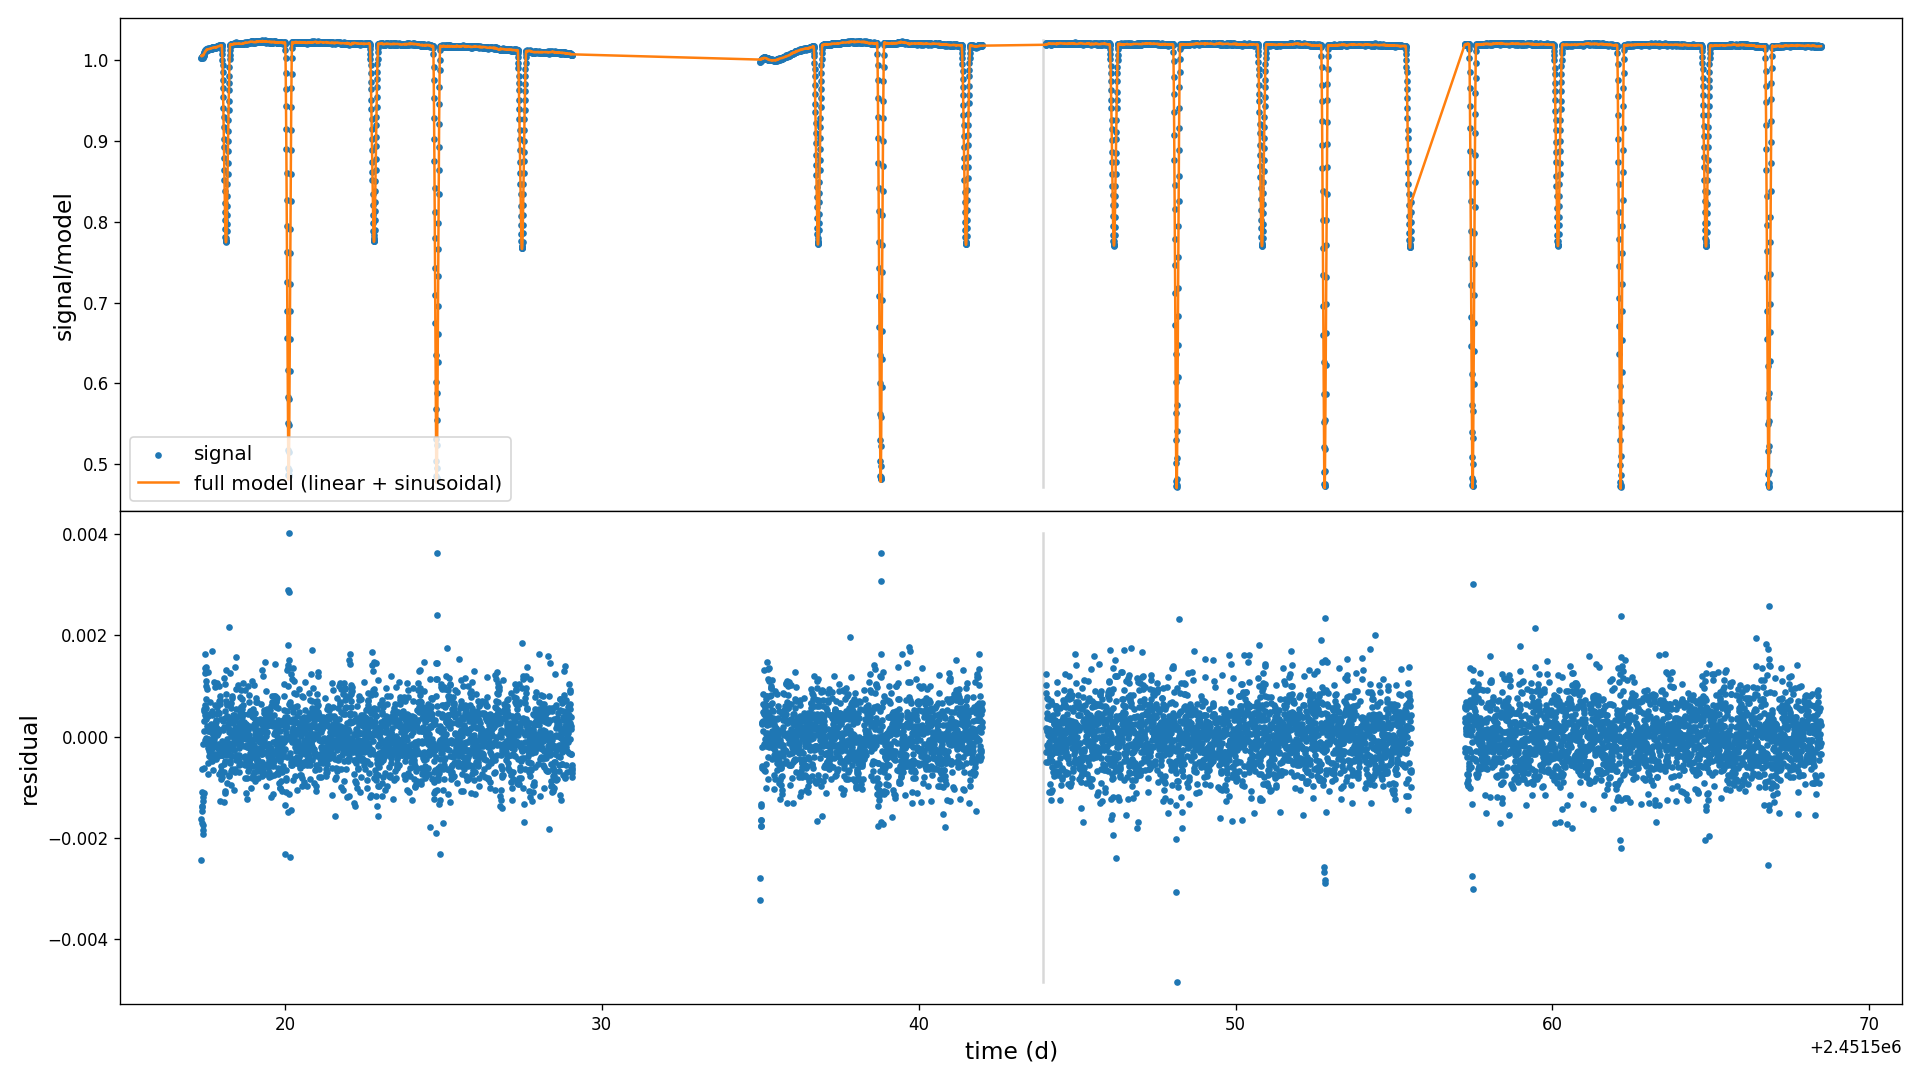 signal/model
1.0
0.9
0.8
0.7
0.6
0.5
signal
full model (linear + sinusoidal)
residual
0.004
0.002
0.000
−0.002
−0.004
20 30 40 50 60 70
time (d)
+2.4515e6